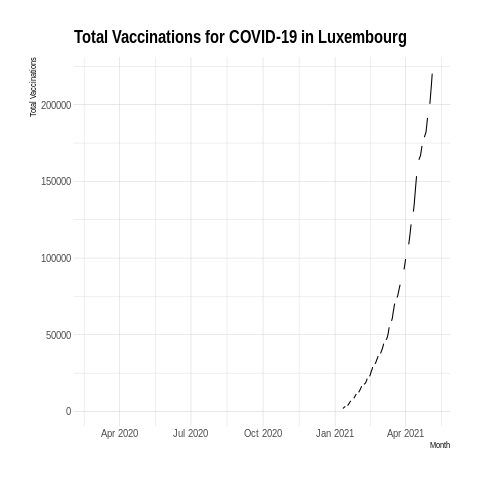 Total Vaccinations for COVID-19 in Luxembourg
Total Vaccinations
200000
150000
100000
50000
0
Apr 2020 Jul 2020 Oct 2020 Jan 2021 Apr 2021
Month